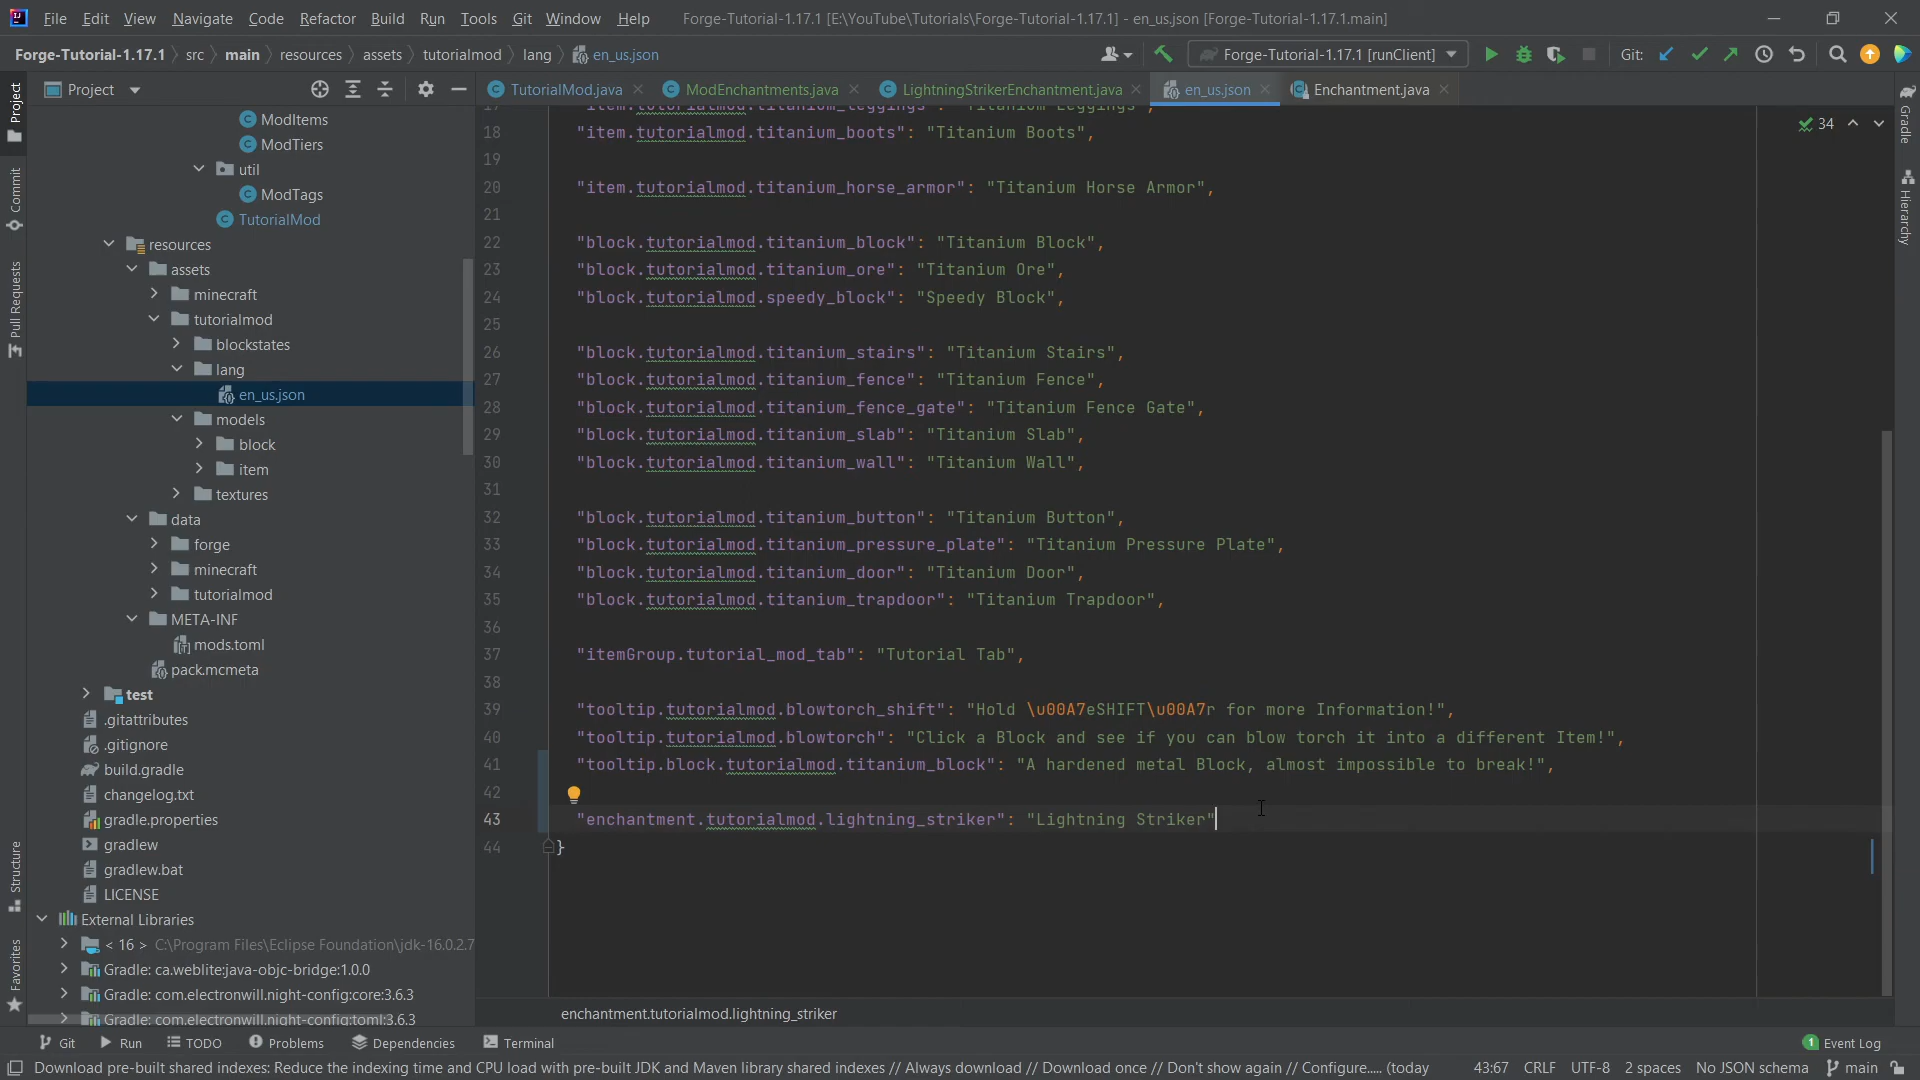 File Edit View Navigate Code Refactor Build Run Tools Git Window Help Forge-Tutorial-1.17.1 [E:\YouTube\Tutorials\Forge-Tutorial-1.17.1] - en_us.json [Forge-Tutorial-1.17.1.main]
Forge-Tutorial-1.17.1 src main resources assets tutorialmod lang en_us.json Forge-Tutorial-1.17.1 [runClient] Git:
Project TutorialMod.java ModEnchantments.java LightningStrikerEnchantment.java en_us.json Enchantment.java
Project
Commit
Pull Requests
Structure
Favorites
ModItems
ModTiers
util
ModTags
TutorialMod
resources
assets
minecraft
tutorialmod
blockstates
lang
en_us.json
models
block
item
textures
data
forge
minecraft
tutorialmod
META-INF
mods.toml
pack.mcmeta
test
.gitattributes
.gitignore
build.gradle
changelog.txt
gradle.properties
gradlew
gradlew.bat
LICENSE
External Libraries
< 16 > C:\Program Files\Eclipse Foundation\jdk-16.0.2.7
Gradle: ca.weblite:java-objc-bridge:1.0.0
Gradle: com.electronwill.night-config:core:3.6.3
Gradle: com.electronwill.night-config:toml:3.6.3
17 "item.tutorialmod.titanium_leggings": "Titanium Leggings",
18 "item.tutorialmod.titanium_boots": "Titanium Boots",
19
20 "item.tutorialmod.titanium_horse_armor": "Titanium Horse Armor",
21
22 "block.tutorialmod.titanium_block": "Titanium Block",
23 "block.tutorialmod.titanium_ore": "Titanium Ore",
24 "block.tutorialmod.speedy_block": "Speedy Block",
25
26 "block.tutorialmod.titanium_stairs": "Titanium Stairs",
27 "block.tutorialmod.titanium_fence": "Titanium Fence",
28 "block.tutorialmod.titanium_fence_gate": "Titanium Fence Gate",
29 "block.tutorialmod.titanium_slab": "Titanium Slab",
30 "block.tutorialmod.titanium_wall": "Titanium Wall",
31
32 "block.tutorialmod.titanium_button": "Titanium Button",
33 "block.tutorialmod.titanium_pressure_plate": "Titanium Pressure Plate",
34 "block.tutorialmod.titanium_door": "Titanium Door",
35 "block.tutorialmod.titanium_trapdoor": "Titanium Trapdoor",
36
37 "itemGroup.tutorial_mod_tab": "Tutorial Tab",
38
39 "tooltip.tutorialmod.blowtorch_shift": "Hold \u00A7eSHIFT\u00A7r for more Information!",
40 "tooltip.tutorialmod.blowtorch": "Click a Block and see if you can blow torch it into a different Item!",
41 "tooltip.block.tutorialmod.titanium_block": "A hardened metal Block, almost impossible to break!",
42
43 "enchantment.tutorialmod.lightning_striker": "Lightning Striker"
44 }
34
Gradle
Hierarchy
enchantment.tutorialmod.lightning_striker
Git Run TODO Problems Dependencies Terminal 1 Event Log
Download pre-built shared indexes: Reduce the indexing time and CPU load with pre-built JDK and Maven library shared indexes // Always download // Download once // Don't show again // Configure..... (today 43:67 CRLF UTF-8 2 spaces No JSON schema main